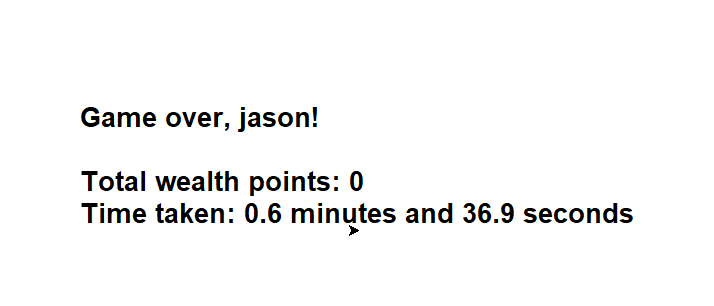 Game over, jason!
Total wealth points: 0
Time taken: 0.6 minutes and 36.9 seconds